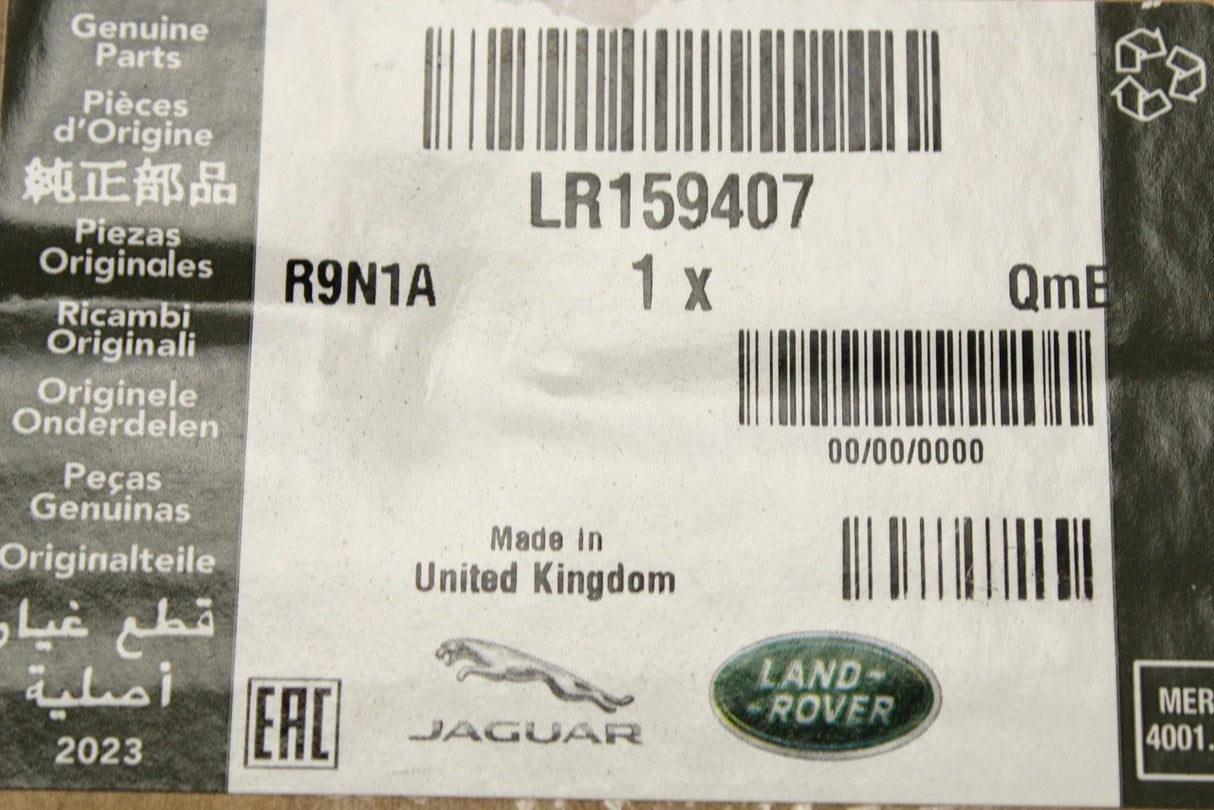 Genuine
Parts
Pièces
d'Origine
純正部品
Piezas
Originales
Ricambi
Originali
Originele
Onderdelen
Peças
Genuinas
Originalteile
قطع غيار
أصلية
2023
LR159407
R9N1A
1 x
QmE
00/00/0000
Made in
United Kingdom
EAC
JAGUAR
LAND-
-ROVER
MER
4001.